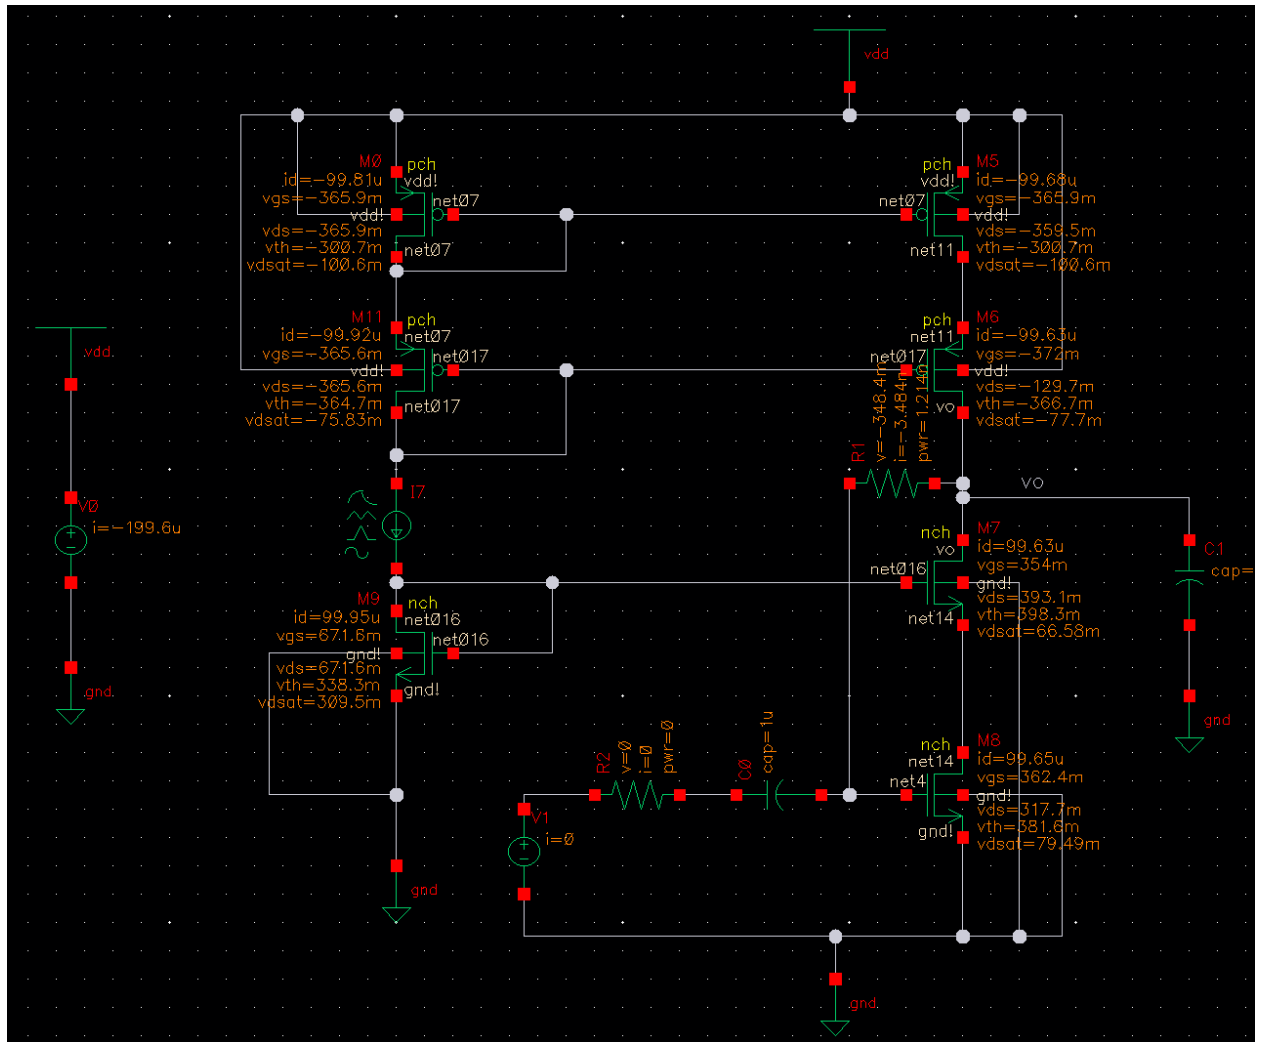 vdd
M0
pch
id=-99.81u
vdd!
vgs=-365.9m
net07
vdd!
vds=-365.9m
vth=-300.7m
net07
vdsat=-100.6m
pch
M5
vdd!
id=-99.68u
net07
vgs=-365.9m
vdd!
vds=-359.5m
net11
vth=-300.7m
vdsat=-100.6m
M11
pch
id=-99.92u
net07
vgs=-365.6m
net017
vdd!
vds=-365.6m
vth=-364.7m
net017
vdsat=-75.83m
pch
M6
net11
id=-99.63u
net017
vgs=-372m
vdd!
vds=-129.7m
vo
vth=-366.7m
vdsat=-77.7m
vdd
V0
i=-199.6u
gnd
R1
v=-348.4m
i=-3.484n
vo
I7
nch
M7
vo
id=99.63u
net016
vgs=354m
gnd!
vds=393.1m
net14
vth=398.3m
vdsat=66.58m
C1
cap=
gnd
M9
nch
id=99.95u
net016
vgs=671.6m
net016
gnd!
vds=671.6m
vth=338.3m
gnd!
vdsat=309.5m
gnd
R2
v=0
i=0
pwr=0
C0
cap=1u
V1
i=0
nch
M8
net14
id=99.65u
net4
vgs=362.4m
gnd!
vds=317.7m
gnd!
vth=381.6m
vdsat=79.49m
gnd